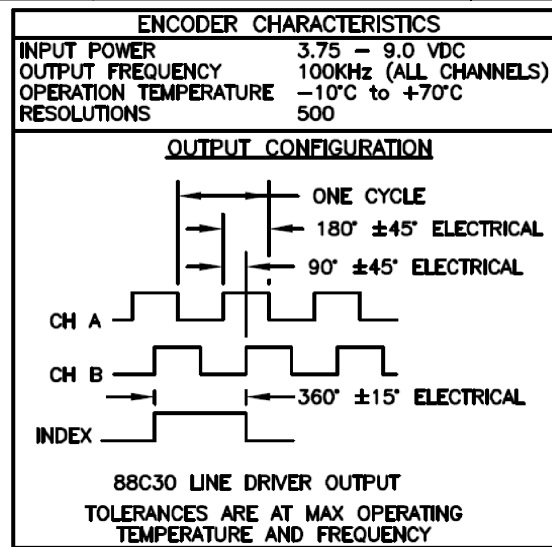 ENCODER CHARACTERISTICS
INPUT POWER 3.75 – 9.0 VDC
OUTPUT FREQUENCY 100KHz (ALL CHANNELS)
OPERATION TEMPERATURE –10°C to +70°C
RESOLUTIONS 500
OUTPUT CONFIGURATION
ONE CYCLE
180° ±45° ELECTRICAL
90° ±45° ELECTRICAL
CH A
CH B
360° ±15° ELECTRICAL
INDEX
88C30 LINE DRIVER OUTPUT
TOLERANCES ARE AT MAX OPERATING
TEMPERATURE AND FREQUENCY